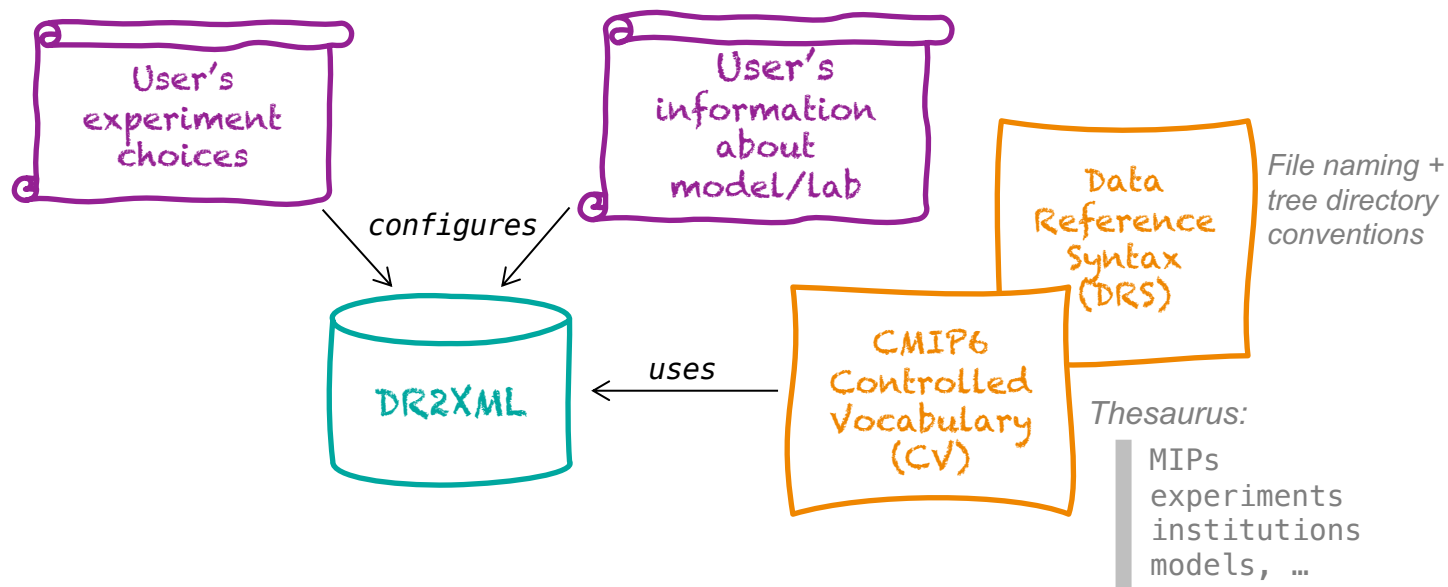 User's
experiment
choices
User's
information
about
model/lab
configures
Data
Reference
Syntax
(DRS)
File naming +
tree directory
conventions
DR2XML
uses
CMIP6
Controlled
Vocabulary
(CV)
Thesaurus:
MIPs
experiments
institutions
models, …